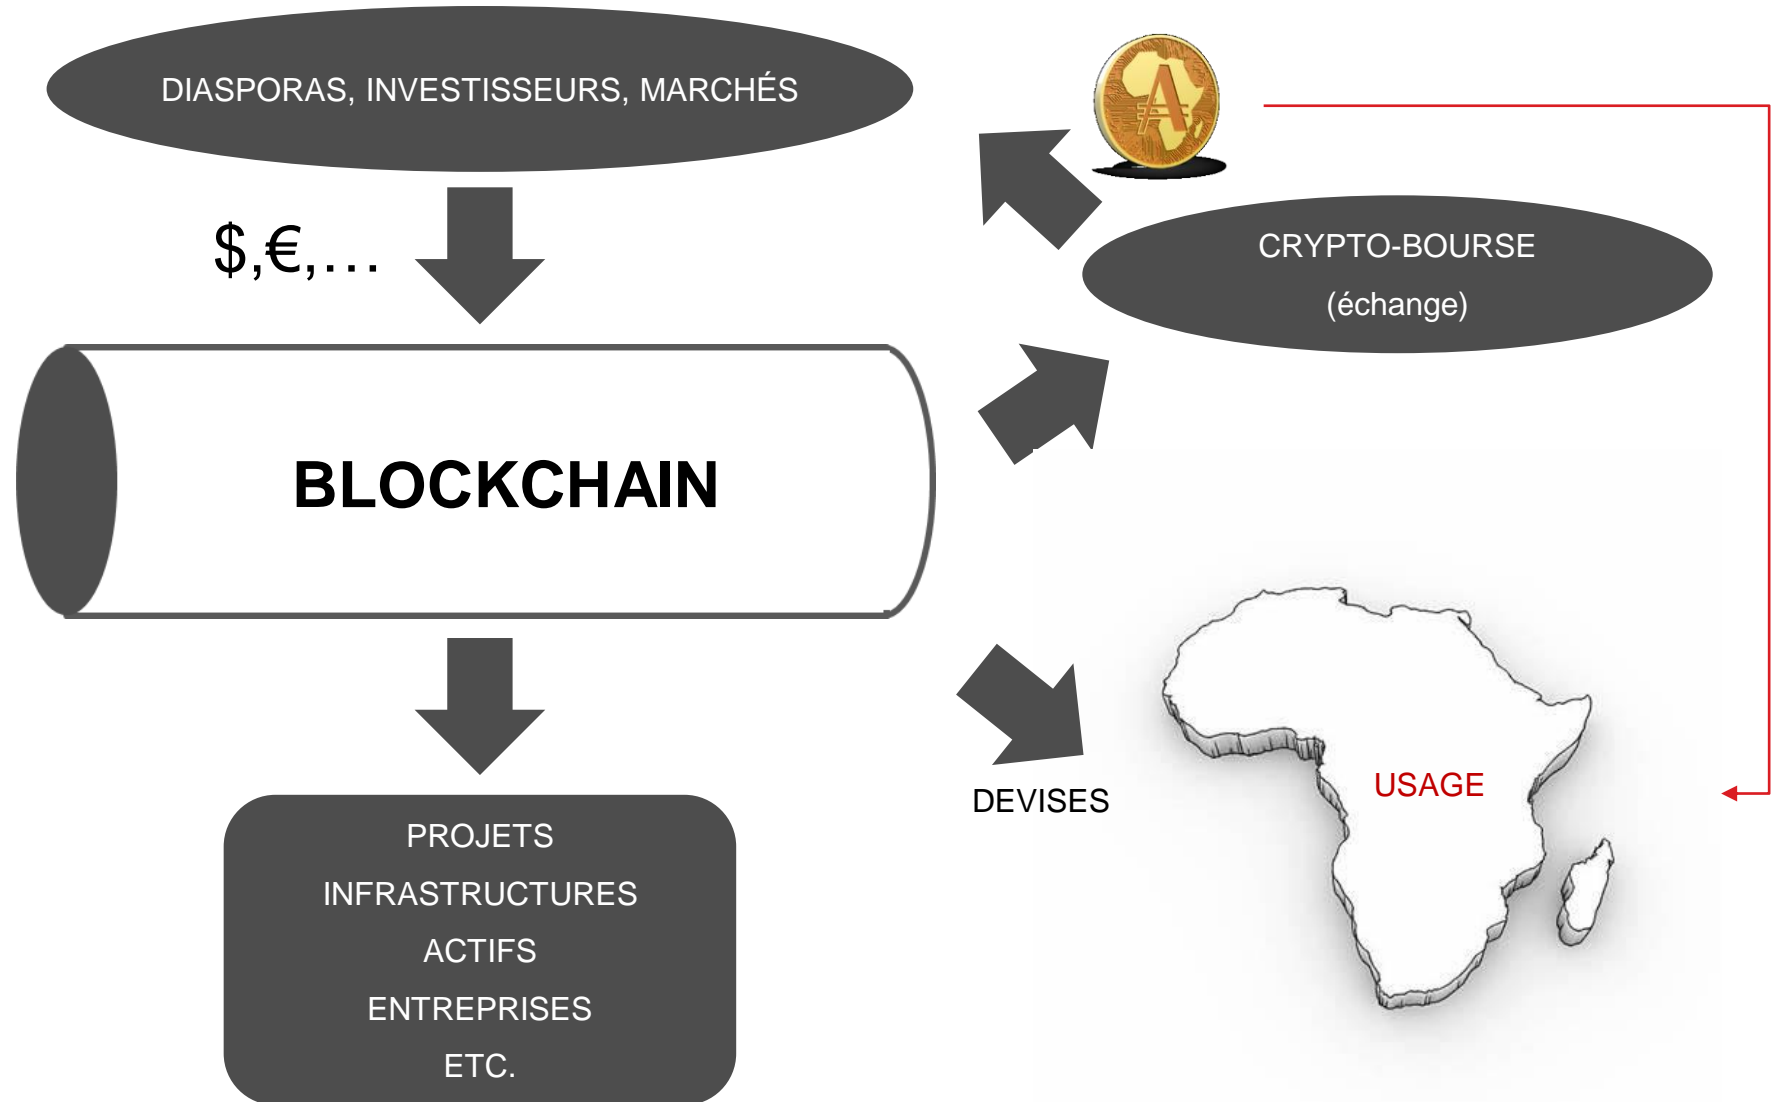 DIASPORAS, INVESTISSEURS, MARCHÉS
$,€,…
CRYPTO-BOURSE
(échange)
BLOCKCHAIN
DEVISES
USAGE
PROJETS
INFRASTRUCTURES
ACTIFS
ENTREPRISES
ETC.